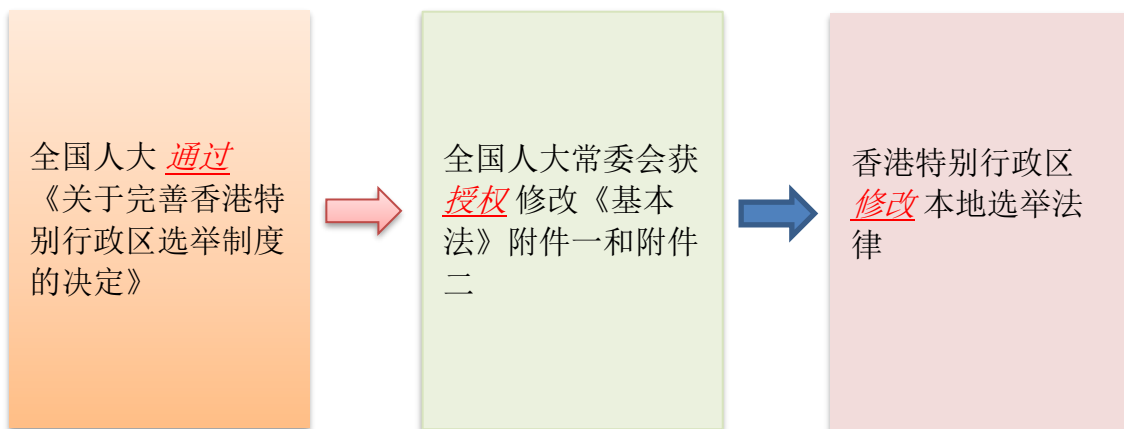 全国人大 通过
《关于完善香港特
别行政区选举制度
的决定》
全国人大常委会获
授权 修改《基本
法》附件一和附件
二
香港特别行政区
修改 本地选举法
律